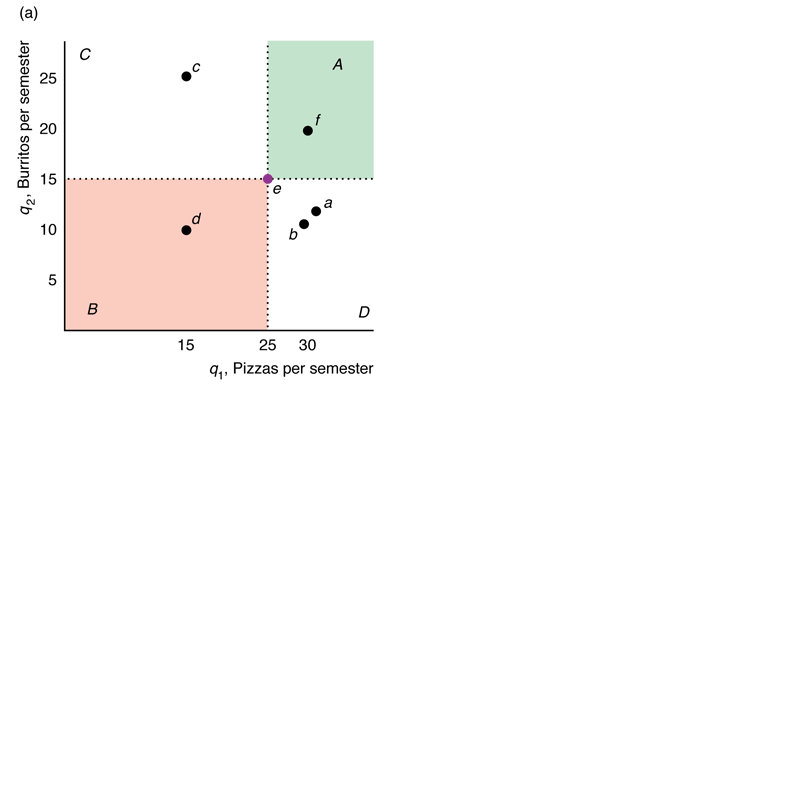 (a)
q2, Burritos per semester
C
c
A
25
f
20
15
e
a
d
10
b
5
B
D
15 25 30
q1, Pizzas per semester